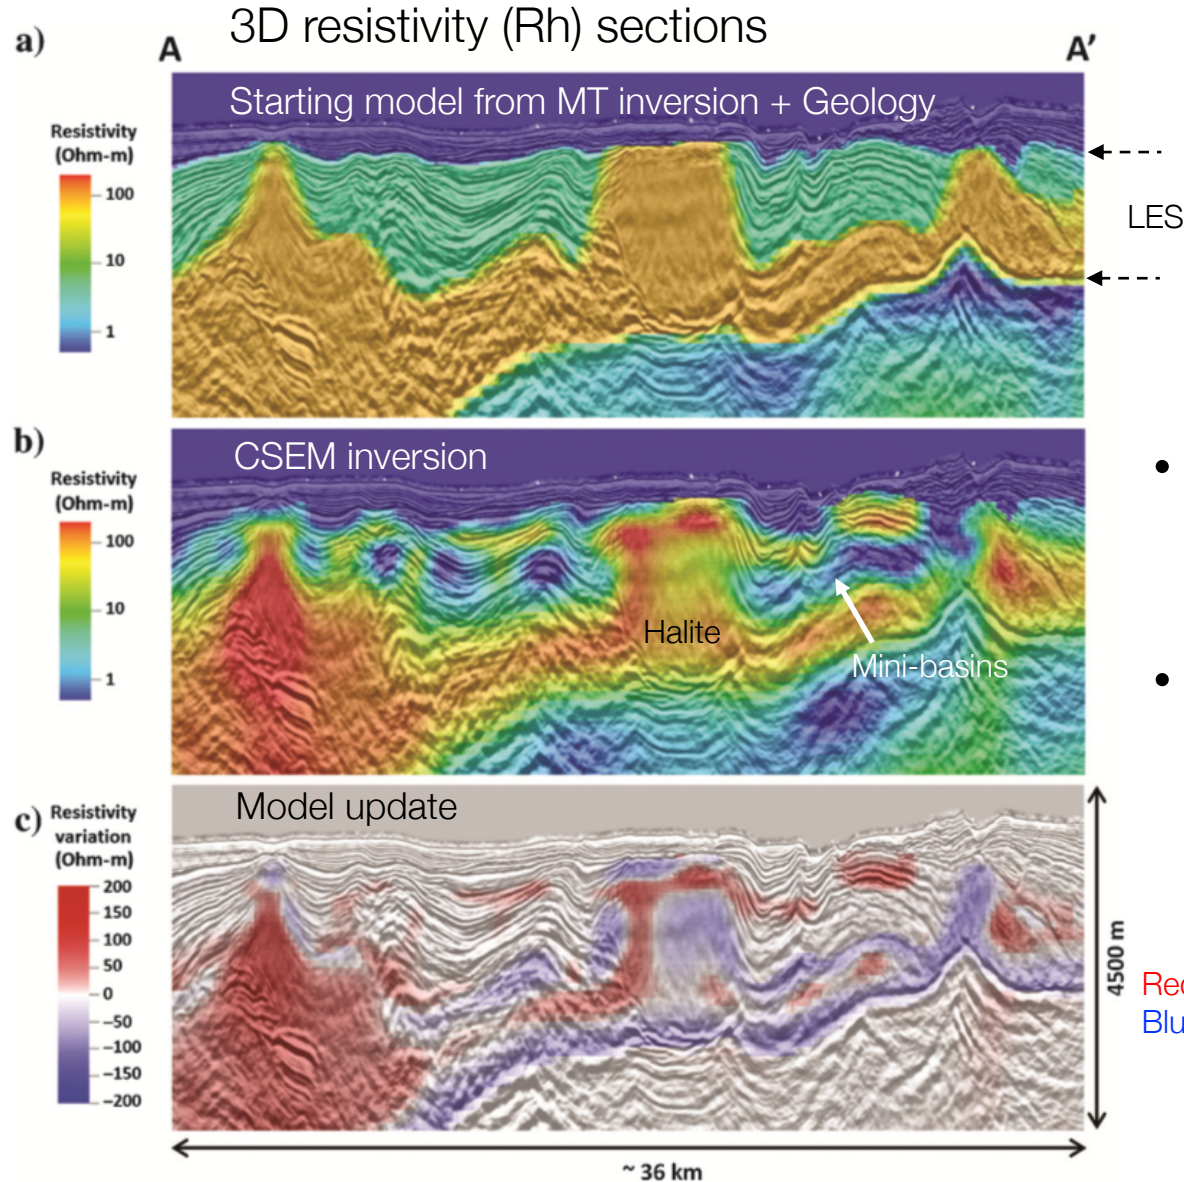 3D resistivity (Rh) sections
a)
A
A'
Starting model from MT inversion + Geology
Resistivity
(Ohm-m)
100
10
1
LES
b)
CSEM inversion
Resistivity
(Ohm-m)
100
10
1
Halite
Mini-basins
•
•
c)
Model update
Resistivity
variation
(Ohm-m)
200
150
100
50
0
−50
−100
−150
−200
4500 m
~ 36 km